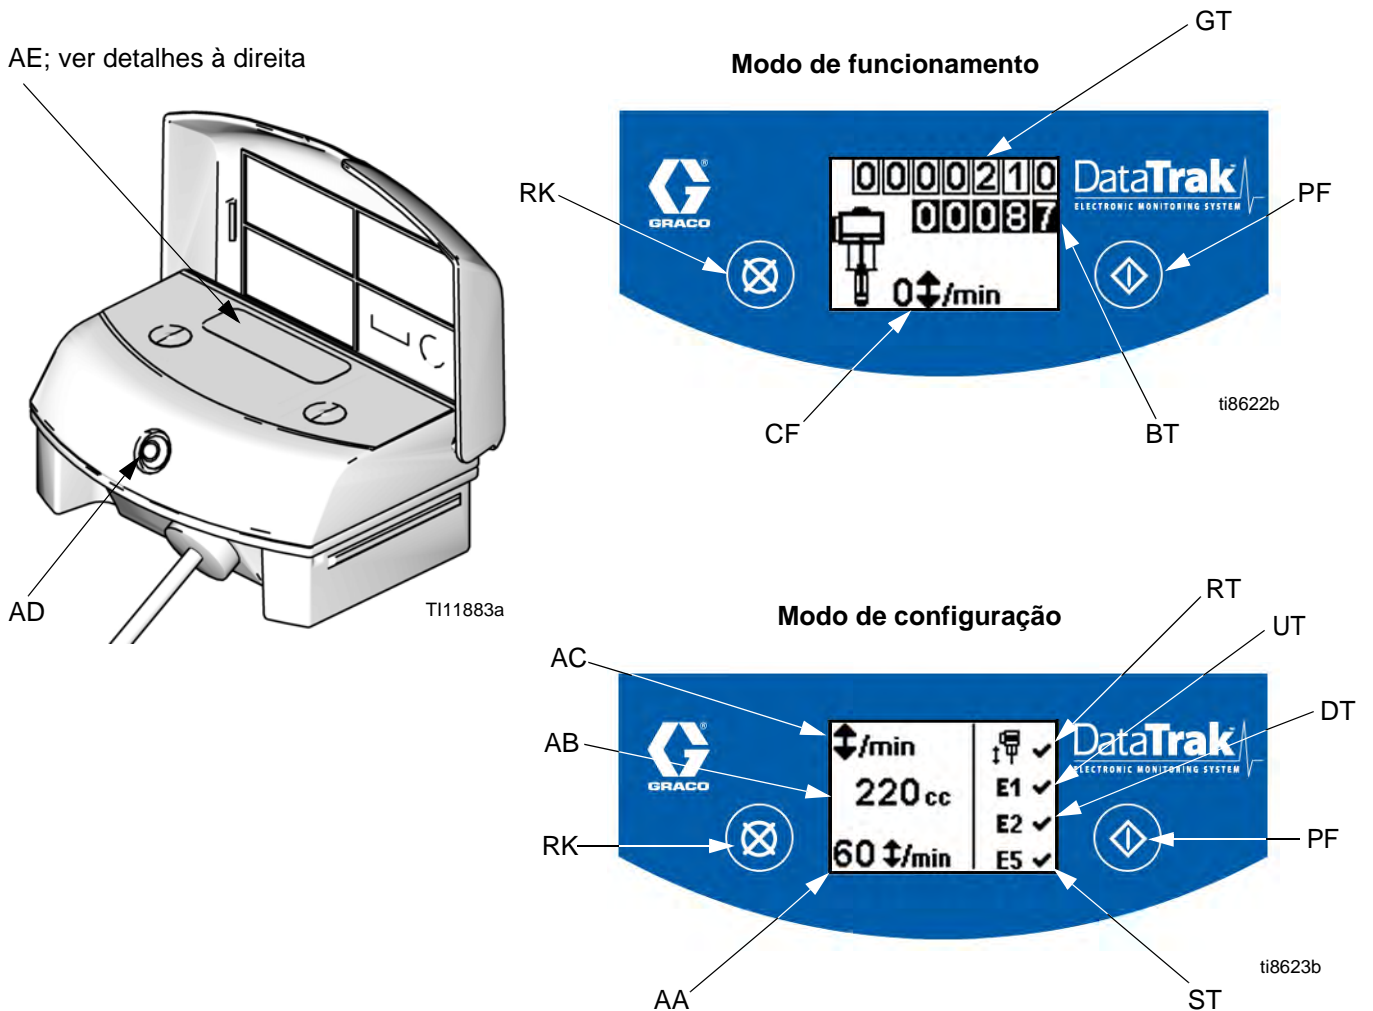 AE; ver detalhes à direita
AD
TI11883a
Modo de funcionamento
GT
RK
PF
GRACO
DataTrak
ELECTRONIC MONITORING SYSTEM
0000210
00087
0 /min
CF
BT
ti8622b
Modo de configuração
RT
UT
DT
AC
AB
RK
PF
GRACO
DataTrak
ELECTRONIC MONITORING SYSTEM
/min
220 cc
60 /min
E1
E2
E5
AA
ST
ti8623b